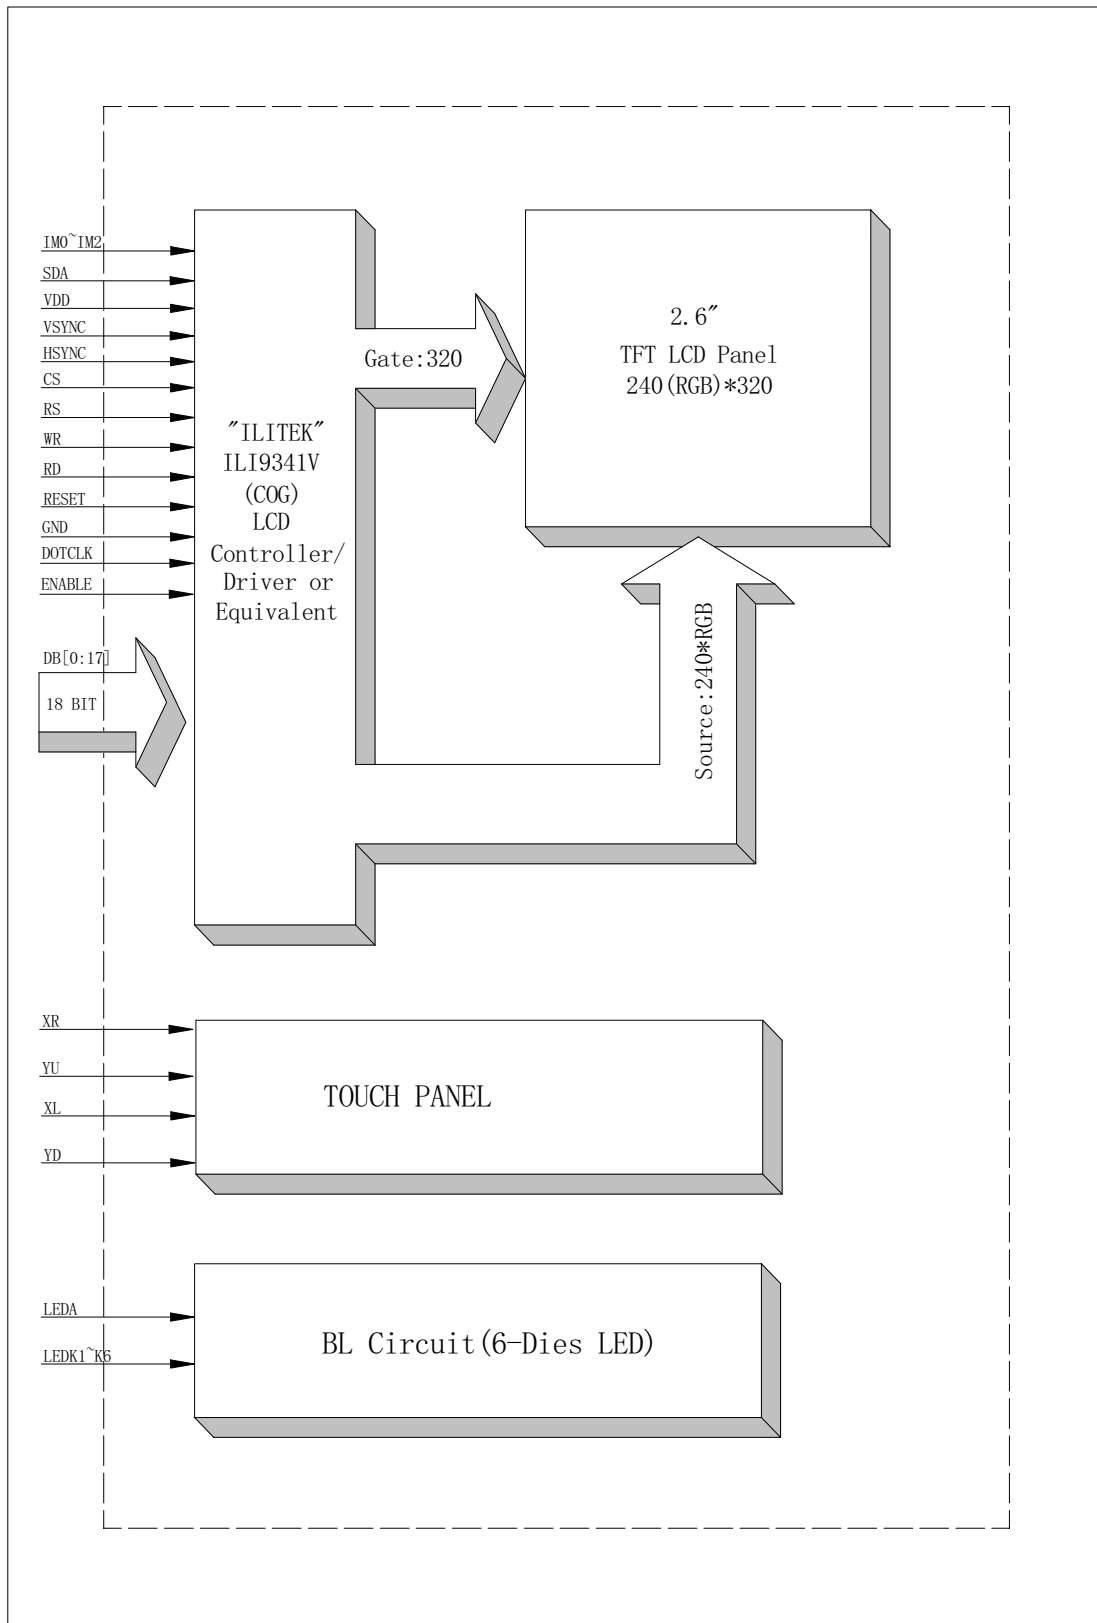 IM0~IM2
SDA
VDD
VSYNC
HSYNC
CS
RS
WR
RD
RESET
GND
DOTCLK
ENABLE
DB[0:17]
18 BIT
"ILITEK"
ILI9341V
(COG)
LCD
Controller/
Driver or
Equivalent
Gate:320
2.6"
TFT LCD Panel
240(RGB)*320
Source:240*RGB
XR
YU
XL
YD
TOUCH PANEL
LEDA
LEDK1~K6
BL Circuit(6-Dies LED)